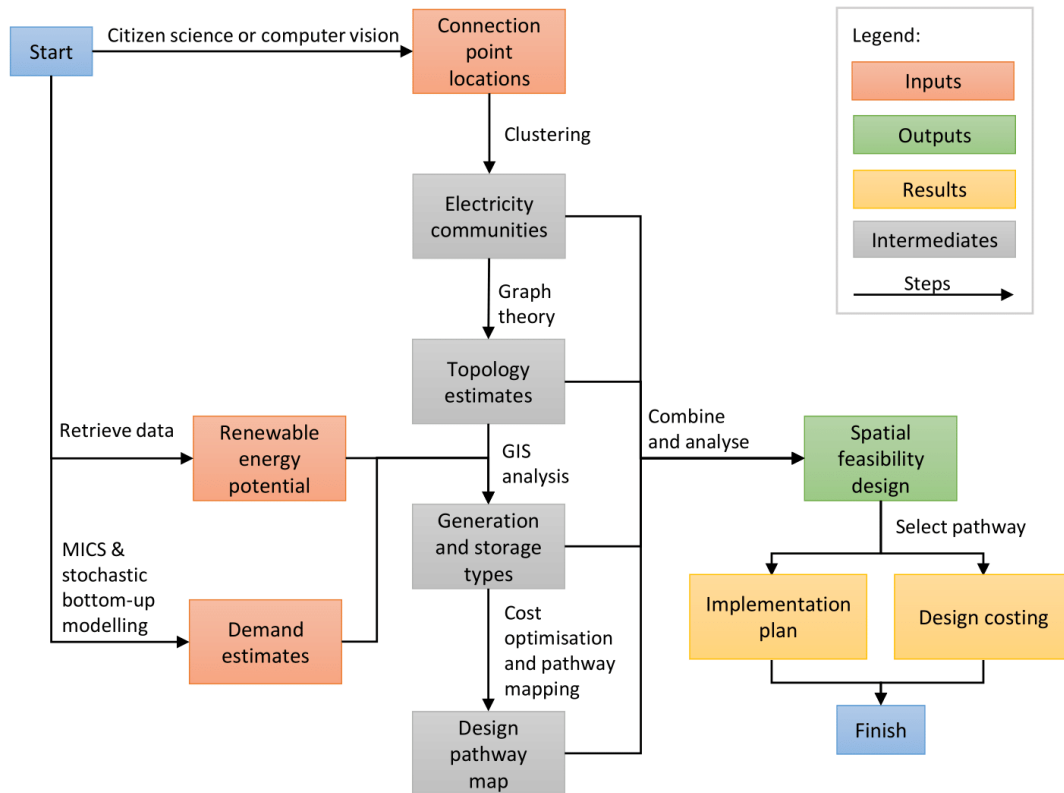 Start
Citizen science or computer vision
Connection
point
locations
Legend:
Inputs
Outputs
Results
Intermediates
Steps
Clustering
Electricity
communities
Graph
theory
Topology
estimates
Retrieve data
Renewable
energy
potential
GIS
analysis
Combine
and analyse
Spatial
feasibility
design
MICS &
stochastic
bottom-up
modelling
Demand
estimates
Generation
and storage
types
Select pathway
Cost
optimisation
and pathway
mapping
Implementation
plan
Design costing
Design
pathway
map
Finish